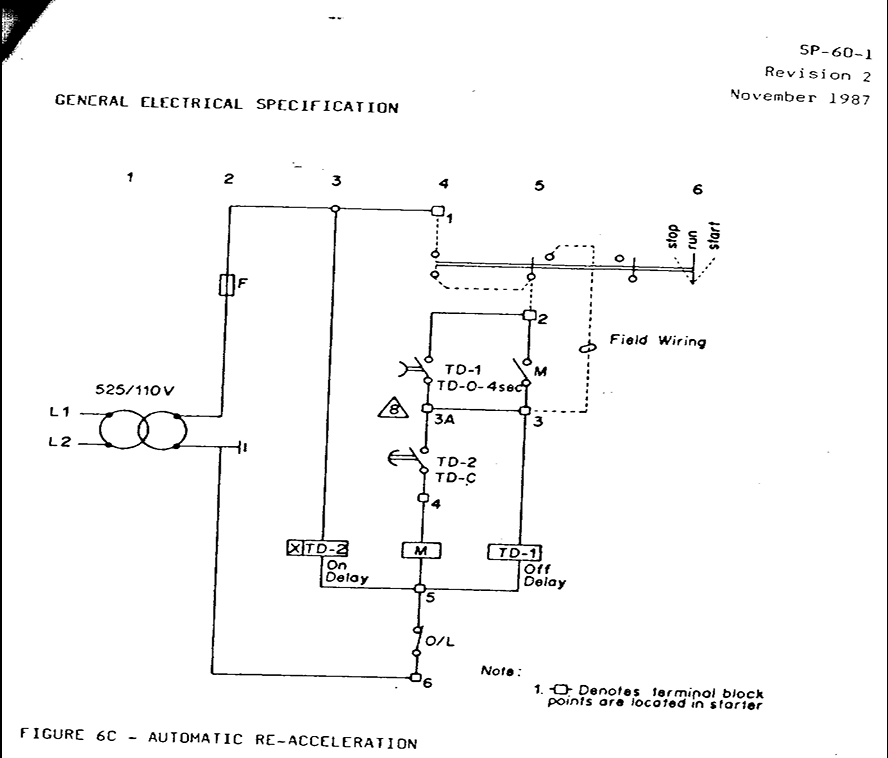 SP-60-1
Revision 2
November 1987
GENERAL ELECTRICAL SPECIFICATION
1 2 3 4 5 6
1
stop
run
start
F
2
Field Wiring
TD-1
TD-O-4sec
M
525/110V
L1
L2
8
3A
3
TD-2
TD-C
4
X TD-2
On
Delay
M
TD-1
Off
Delay
5
O/L
6
Note:
1. Denotes terminal block
points are located in starter
FIGURE 6C - AUTOMATIC RE-ACCELERATION